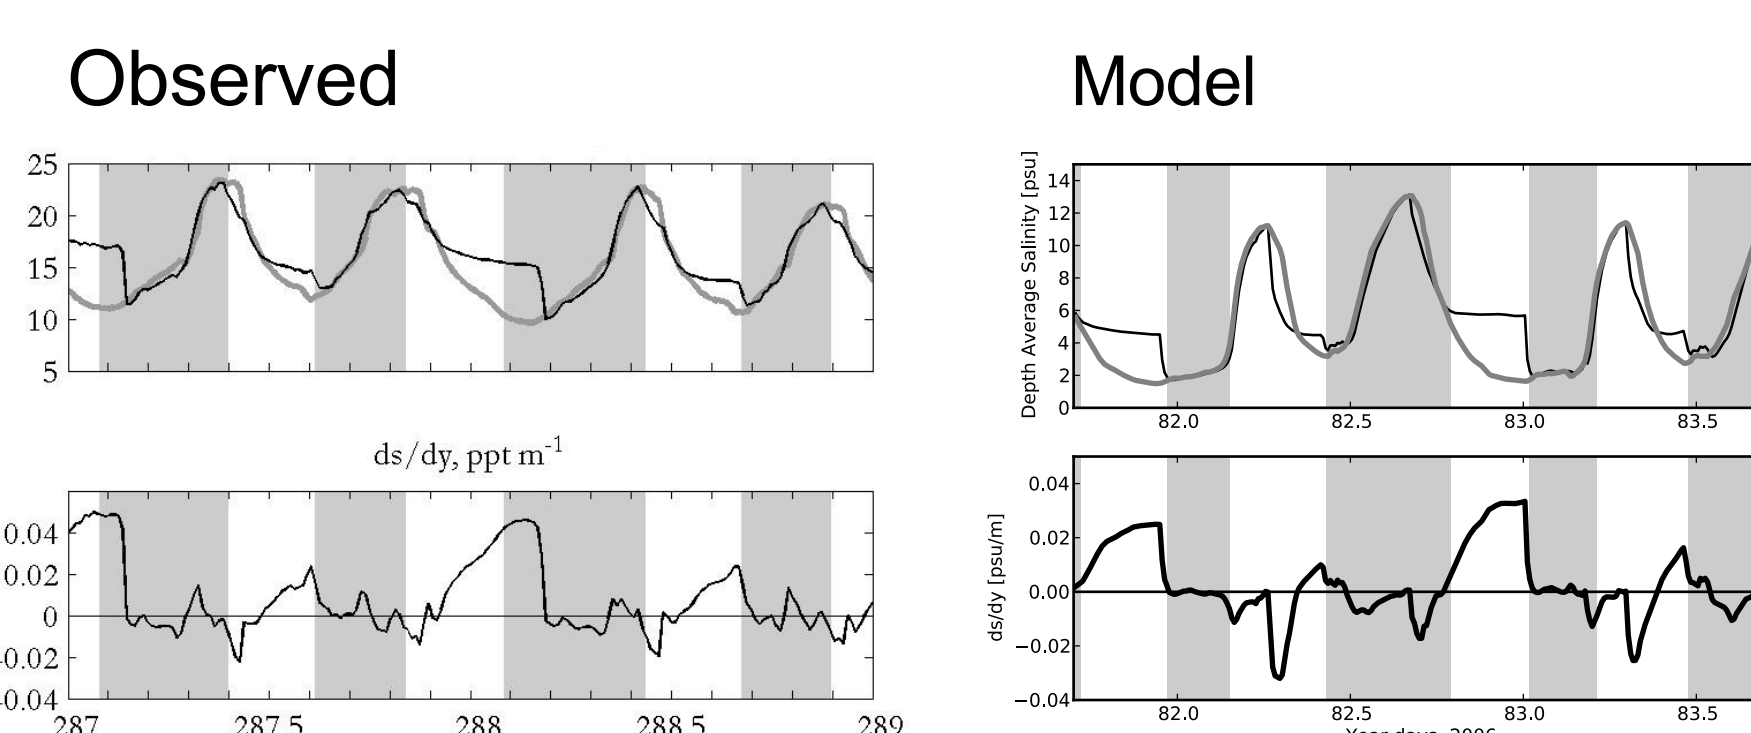 Observed
Model
25
20
15
10
5
Depth Average Salinity [psu]
14
12
10
8
6
4
2
0
82.0 82.5 83.0 83.5
ds/dy, ppt m-1
0.04
0.02
0
0.02
0.04
287 287.5 288 288.5 289
ds/dy [psu/m]
0.04
0.02
0.00
−0.02
−0.04
82.0 82.5 83.0 83.5